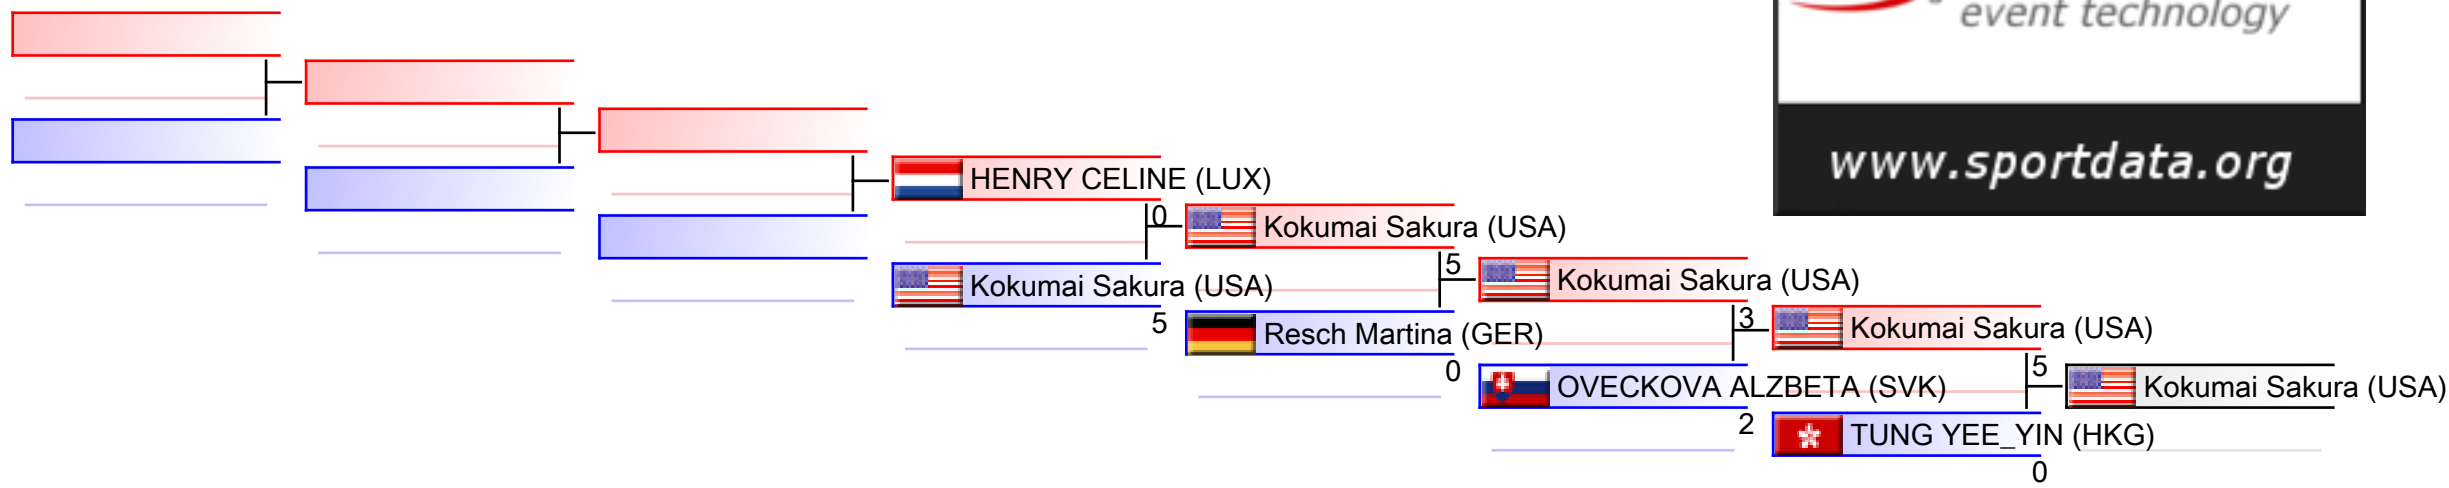 event technology
www.sportdata.org
HENRY CELINE (LUX)
0
Kokumai Sakura (USA)
5
Kokumai Sakura (USA)
5
Resch Martina (GER)
0
Kokumai Sakura (USA)
3
OVECKOVA ALZBETA (SVK)
2
Kokumai Sakura (USA)
5
TUNG YEE_YIN (HKG)
0
Kokumai Sakura (USA)